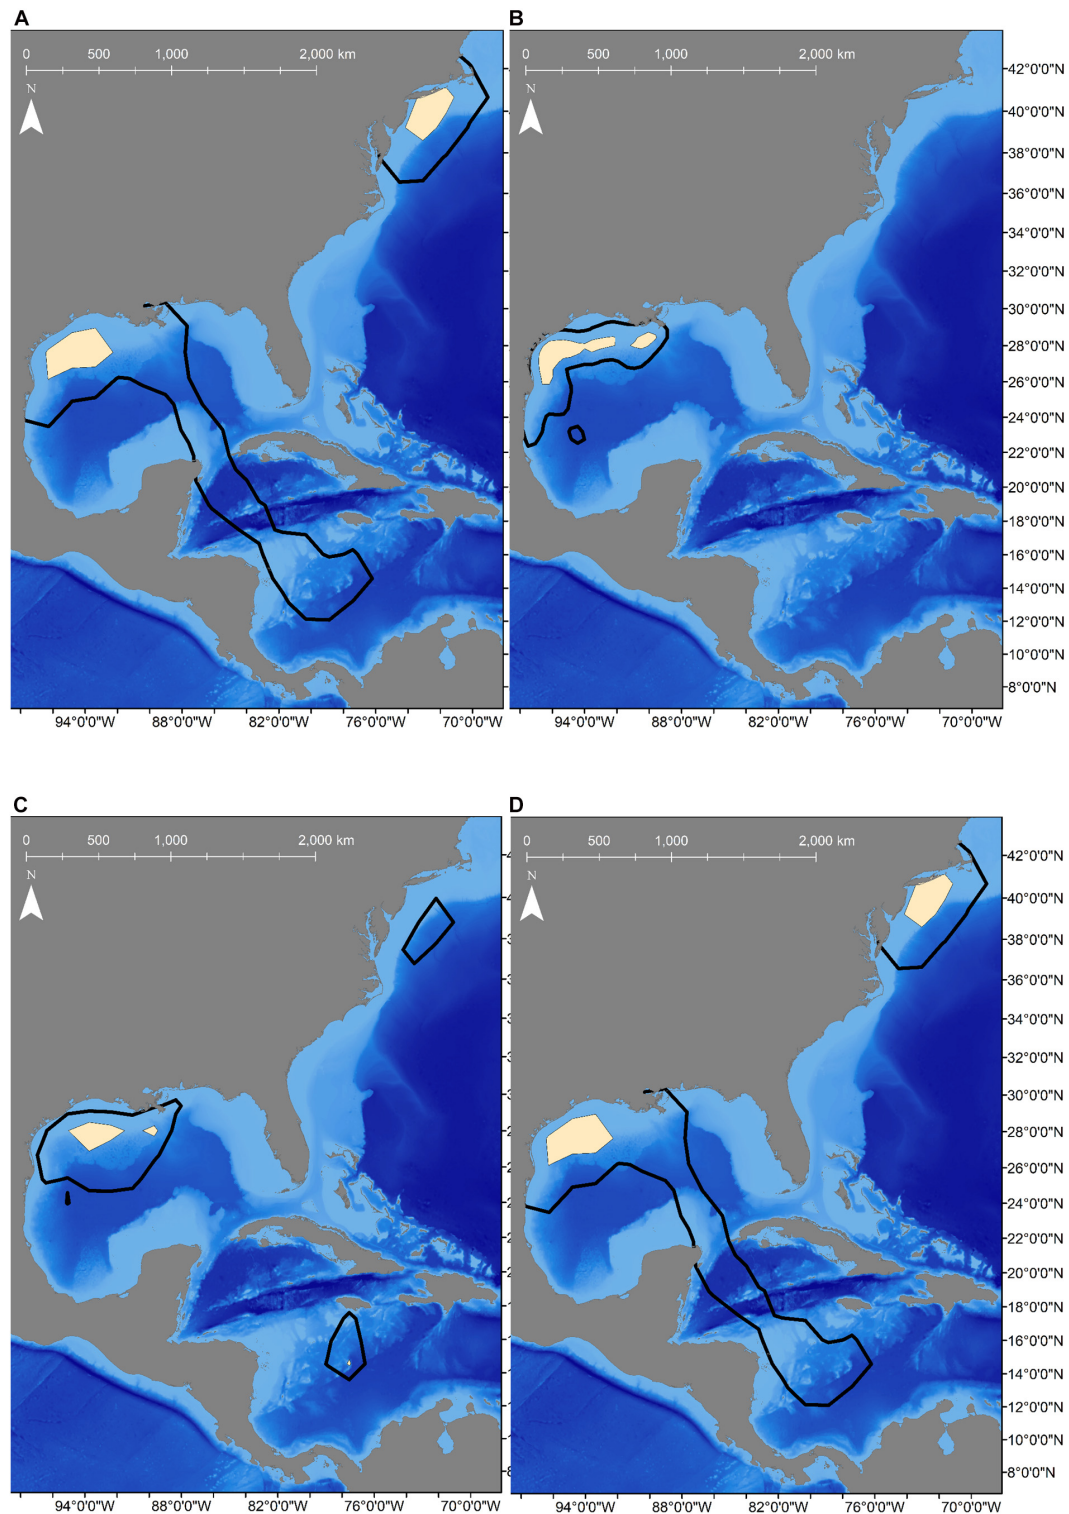 A
B
0 500 1,000 2,000 km
0 500 1,000 2,000 km
N
N
42°0'0"N
40°0'0"N
38°0'0"N
36°0'0"N
34°0'0"N
32°0'0"N
30°0'0"N
28°0'0"N
26°0'0"N
24°0'0"N
22°0'0"N
20°0'0"N
18°0'0"N
16°0'0"N
14°0'0"N
12°0'0"N
10°0'0"N
8°0'0"N
94°0'0"W 88°0'0"W 82°0'0"W 76°0'0"W 70°0'0"W
94°0'0"W 88°0'0"W 82°0'0"W 76°0'0"W 70°0'0"W
C
D
0 500 1,000 2,000 km
0 500 1,000 2,000 km
N
N
42°0'0"N
40°0'0"N
38°0'0"N
36°0'0"N
34°0'0"N
32°0'0"N
30°0'0"N
28°0'0"N
26°0'0"N
24°0'0"N
22°0'0"N
20°0'0"N
18°0'0"N
16°0'0"N
14°0'0"N
12°0'0"N
10°0'0"N
8°0'0"N
94°0'0"W 88°0'0"W 82°0'0"W 76°0'0"W 70°0'0"W
94°0'0"W 88°0'0"W 82°0'0"W 76°0'0"W 70°0'0"W